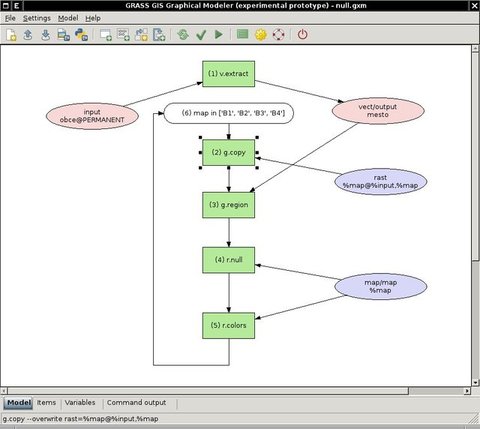 GRASS GIS Graphical Modeler (experimental prototype) - null.gxm
File Settings Model Help
(1) v.extract
input
obce@PERMANENT
vect/output
mesto
(6) map in ['B1', 'B2', 'B3', 'B4']
(2) g.copy
rast
%map@%input,%map
(3) g.region
(4) r.null
map/map
%map
(5) r.colors
Model Items Variables Command output
g.copy --overwrite rast=%map@%input,%map